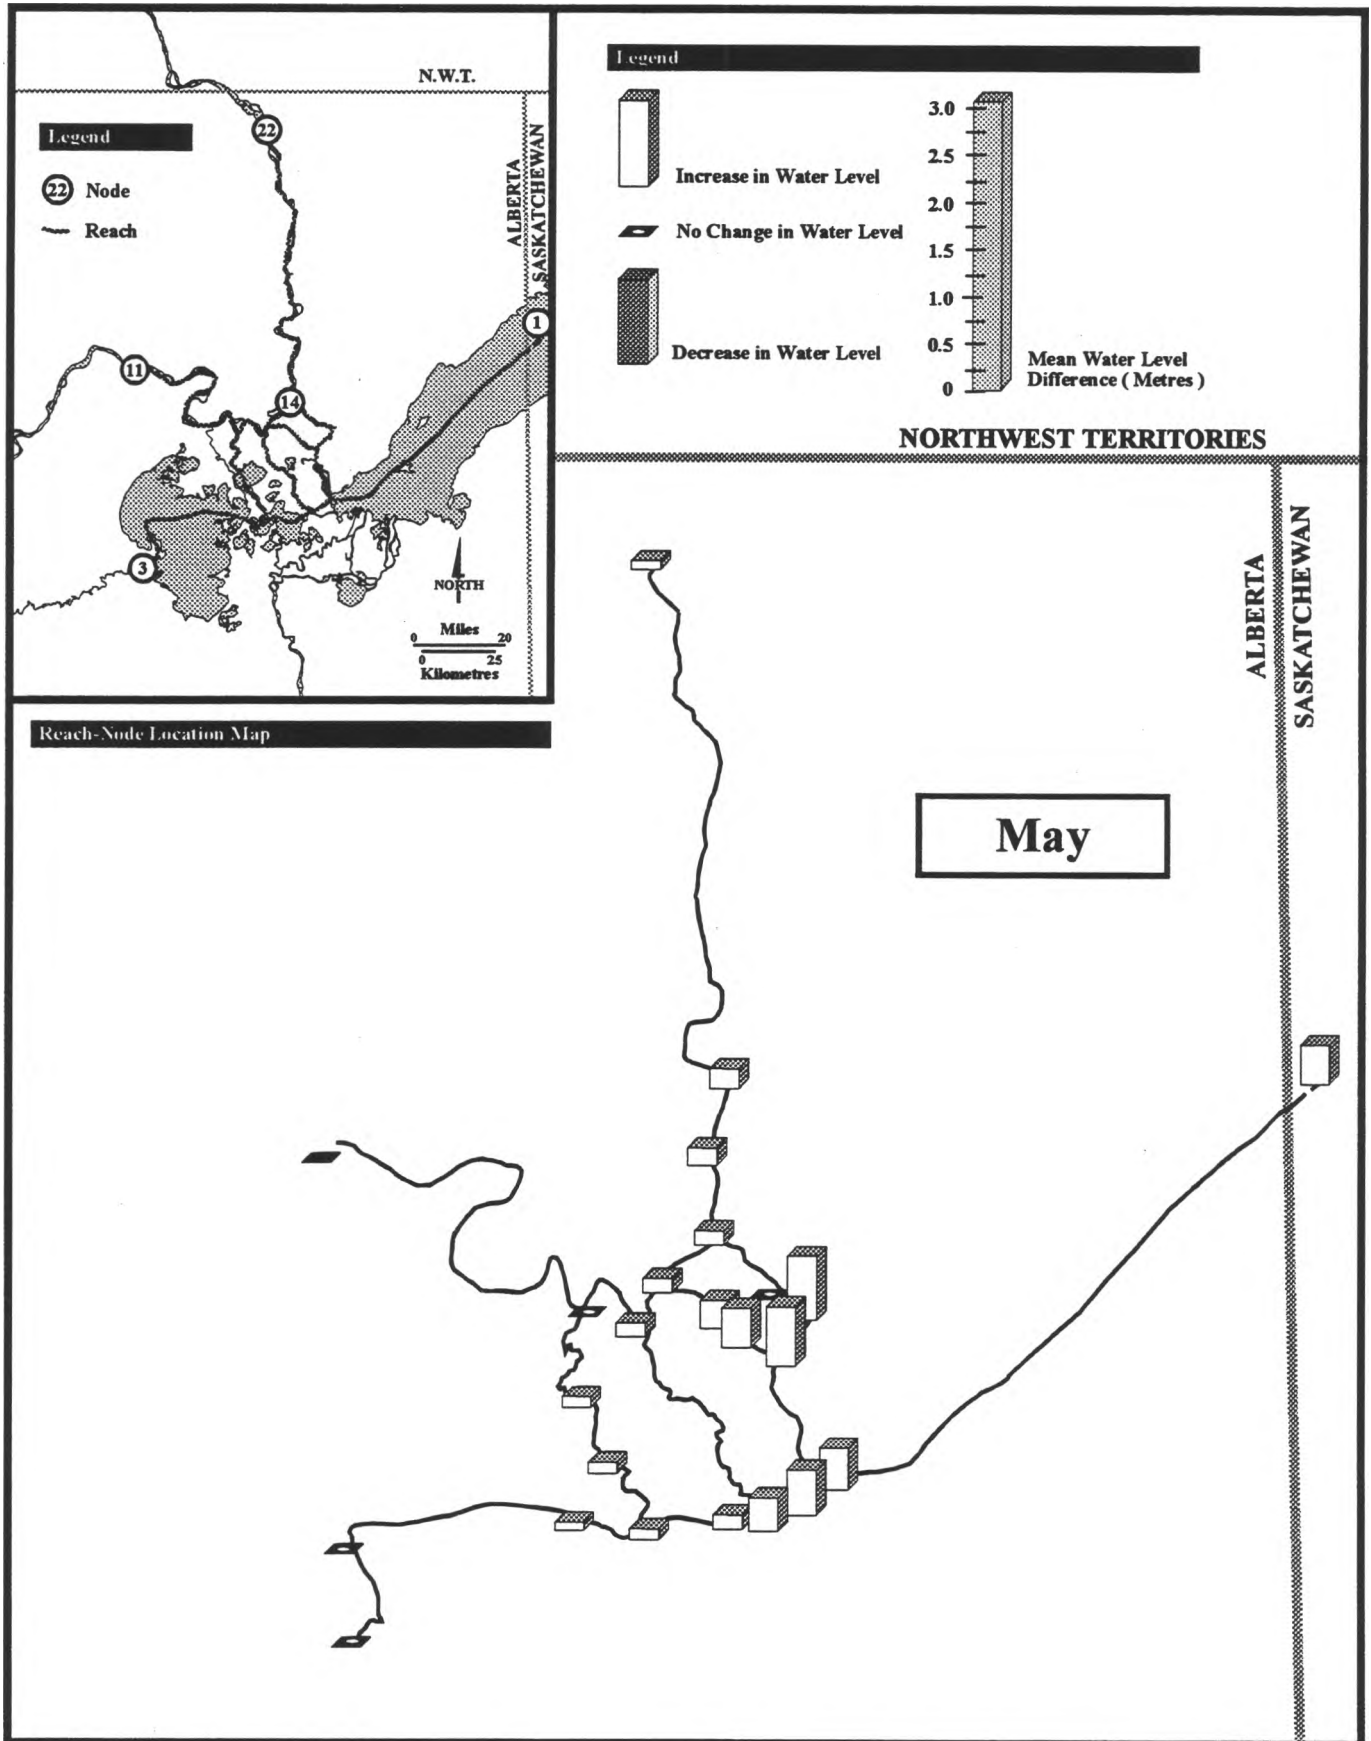 N.W.T.
Legend
22
Node
Reach
22
ALBERTA
SASKATCHEWAN
1
11
14
3
NORTH
Miles
0 20
0 25
Kilometres
Reach-Node Location Map
Legend
Increase in Water Level
No Change in Water Level
Decrease in Water Level
3.0
2.5
2.0
1.5
1.0
0.5
0
Mean Water Level
Difference ( Metres )
NORTHWEST TERRITORIES
ALBERTA
SASKATCHEWAN
May